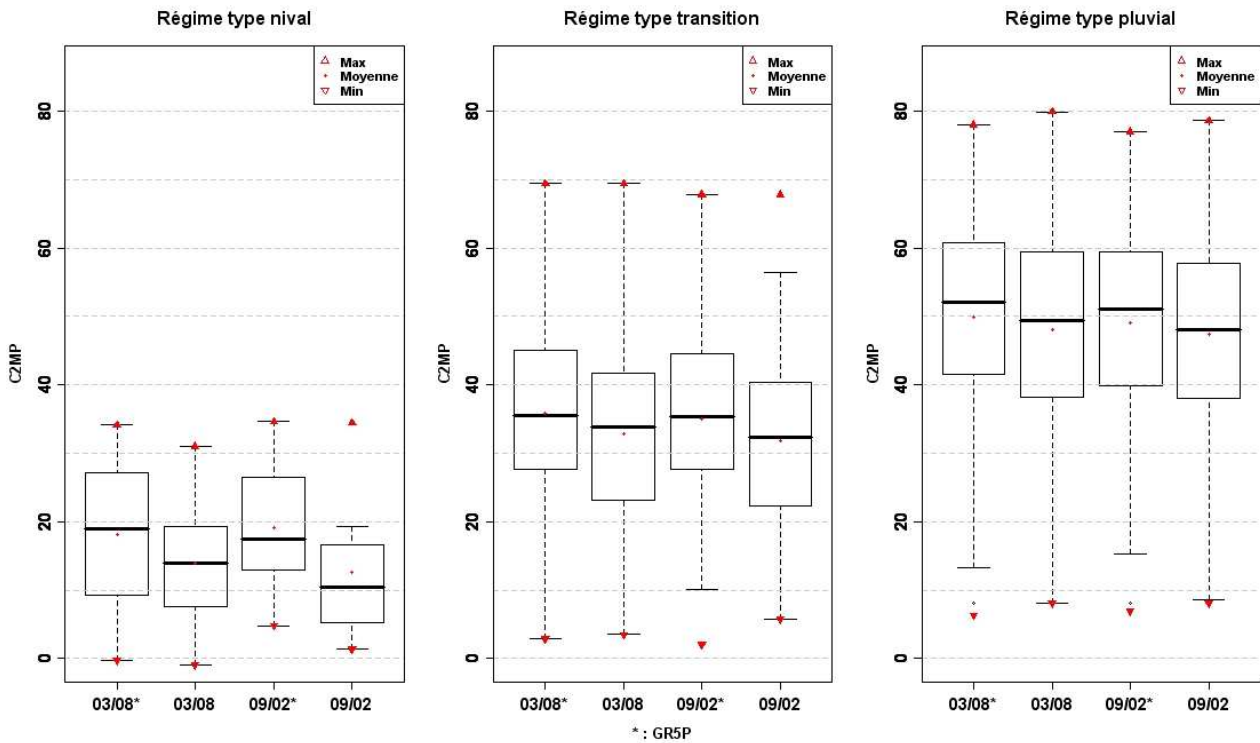 Régime type nival
Régime type transition
Régime type pluvial
Max
Moyenne
Min
Max
Moyenne
Min
Max
Moyenne
Min
C2MP
80
60
40
20
0
C2MP
80
60
40
20
0
C2MP
80
60
40
20
0
03/08* 03/08 09/02* 09/02
03/08* 03/08 09/02* 09/02
03/08* 03/08 09/02* 09/02
* : GR5P